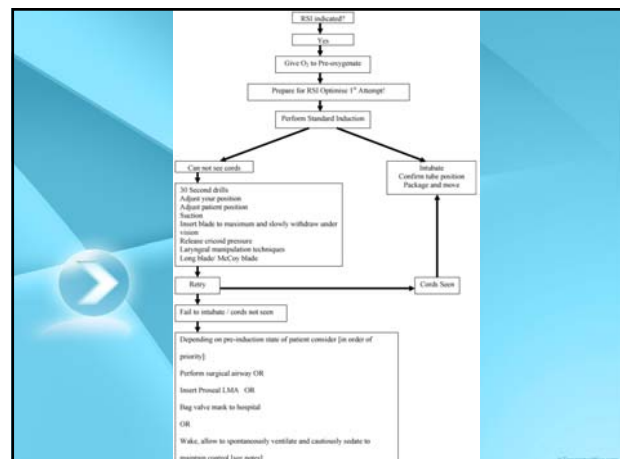 RSI indicated?
Yes
Give O₂ to Pre-oxygenate
Prepare for RSI Optimise 1st Attempt!
Perform Standard Induction
Can not see cords
Intubate
Confirm tube position
Package and move
30 Second drills
Adjust your position
Adjust patient position
Suction
Insert blade to maximum and slowly withdraw under
vision
Release cricoid pressure
Laryngeal manipulation techniques
Long blade/ McCoy blade
Retry
Cords Seen
Fail to intubate / cords not seen
Depending on pre-induction state of patient consider [in order of
priority]:
Perform surgical airway OR
Insert Proseal LMA OR
Bag valve mask to hospital
OR
Wake, allow to spontaneously ventilate and cautiously sedate to
maintain control [see notes]